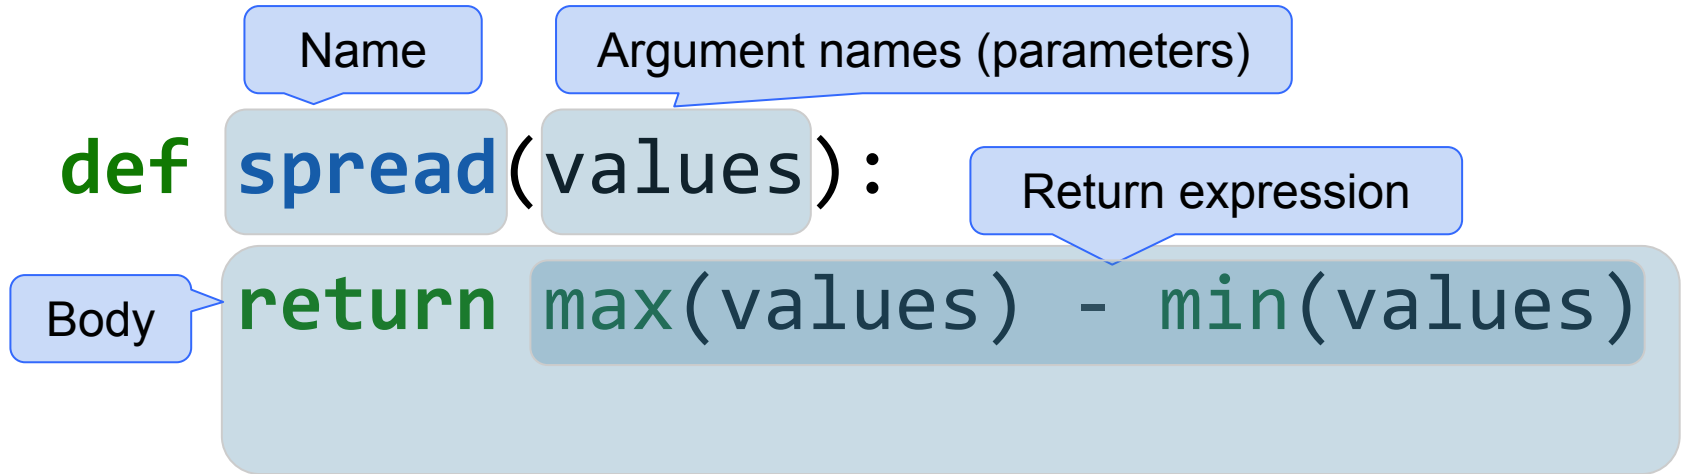 Name
Argument names (parameters)
def spread(values):
Return expression
Body
return max(values) - min(values)